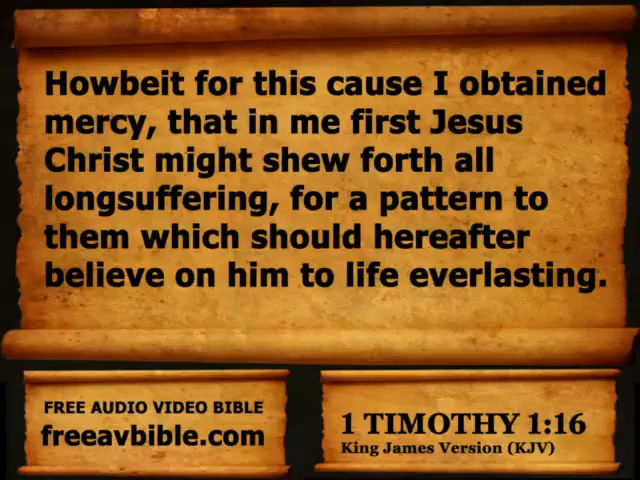 Howbeit for this cause I obtained
mercy, that in me first Jesus
Christ might shew forth all
longsuffering, for a pattern to
them which should hereafter
believe on him to life everlasting.
FREE AUDIO VIDEO BIBLE
freeavbible.com
1 TIMOTHY 1:16
King James Version (KJV)